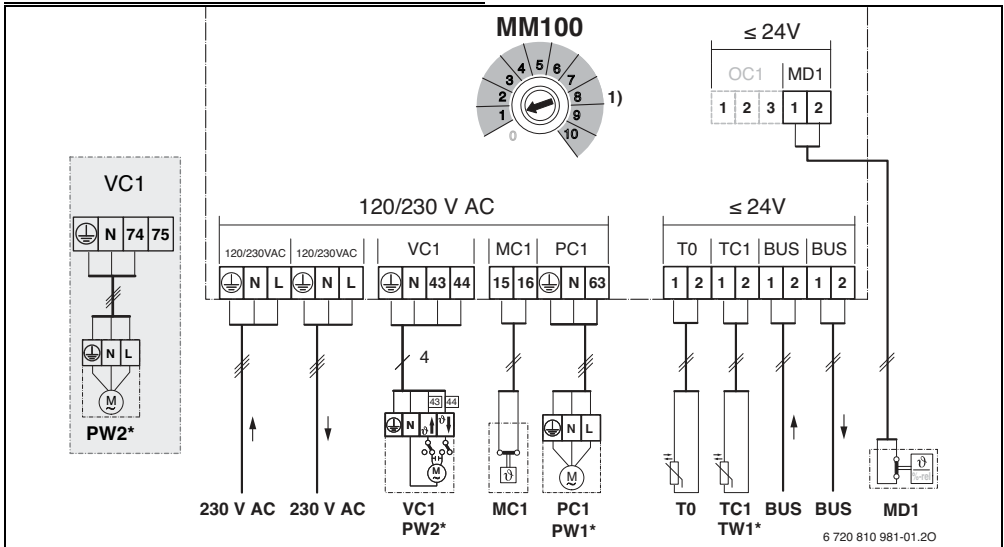 MM100
0 1 2 3 4 5 6 7 8 9 10
1)
≤ 24V
OC1 MD1
1 2 3 1 2
VC1
N 74 75
N L
M
~
PW2*
120/230 V AC
≤ 24V
120/230VAC 120/230VAC VC1 MC1 PC1 T0 TC1 BUS BUS
N L N L N 43 44 15 16 N 63 1 2 1 2 1 2 1 2
4
43 44
N ϑ ϑ
M
~
ϑ
N L
M
~
ϑ
%-rel
230 V AC 230 V AC VC1 MC1 PC1 T0 TC1 BUS BUS MD1
PW2* PW1* TW1*
6 720 810 981-01.2O